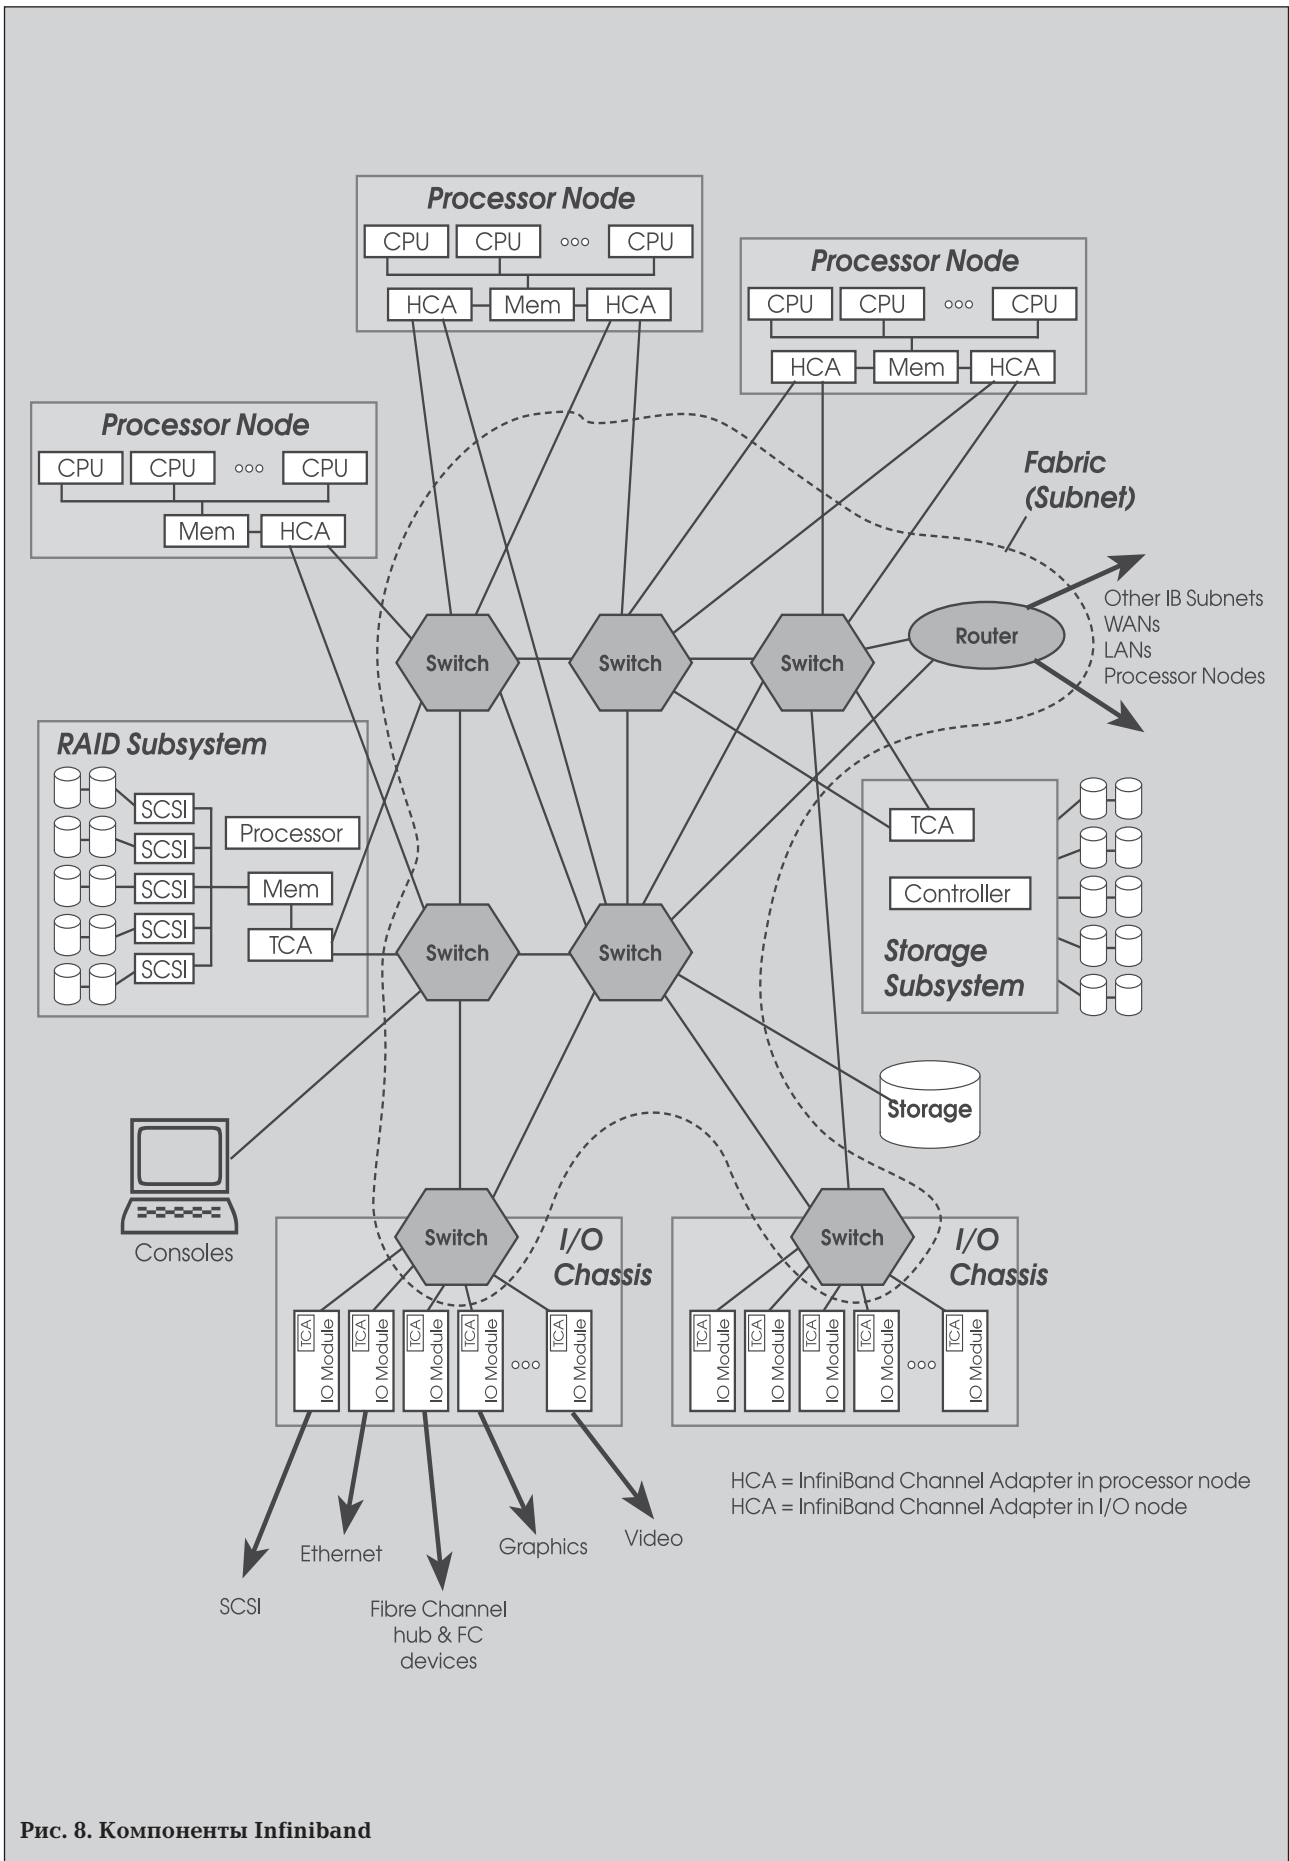 Processor Node
CPU CPU ooo CPU
HCA Mem HCA
Processor Node
CPU CPU ooo CPU
HCA Mem HCA
Processor Node
CPU CPU ooo CPU
Mem HCA
Fabric
(Subnet)
Switch
Switch
Switch
Router
Other IB Subnets
WANs
LANs
Processor Nodes
RAID Subsystem
SCSI
SCSI
SCSI
SCSI
SCSI
Processor
Mem
TCA
Switch
Switch
TCA
Controller
Storage
Subsystem
Storage
Consoles
Switch
I/O
Chassis
TCA
IO Module
TCA
IO Module
TCA
IO Module
TCA
IO Module
ooo
TCA
IO Module
Switch
I/O
Chassis
TCA
IO Module
TCA
IO Module
TCA
IO Module
TCA
IO Module
ooo
TCA
IO Module
SCSI
Ethernet
Fibre Channel
hub & FC
devices
Graphics
Video
HCA = InfiniBand Channel Adapter in processor node
HCA = InfiniBand Channel Adapter in I/O node
Рис. 8. Компоненты Infiniband